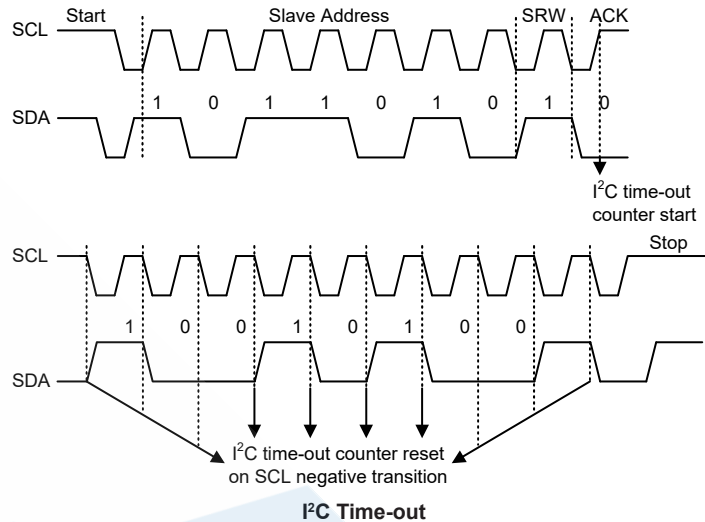 Start Slave Address SRW ACK
SCL
1 0 1 1 0 1 0 1 0
SDA
I²C time-out
counter start
Stop
SCL
1 0 0 1 0 1 0 0
SDA
I²C time-out counter reset
on SCL negative transition
I²C Time-out